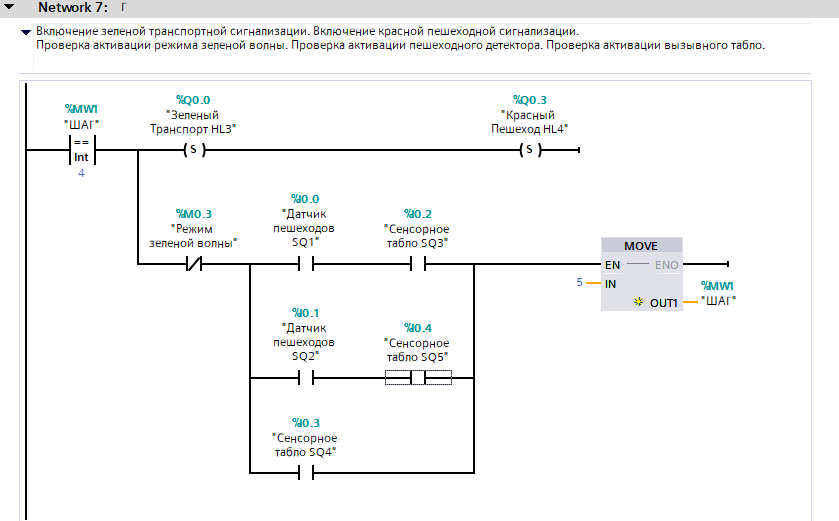 Network 7: Г
Включение зеленой транспортной сигнализации. Включение красной пешеходной сигнализации.
Проверка активации режима зеленой волны. Проверка активации пешеходного детектора. Проверка активации вызывного табло.
%MW1
"ШАГ"
==
Int
4
%Q0.0
"Зеленый
Транспорт HL3"
S
%Q0.3
"Красный
Пешеход HL4"
S
%M0.3
"Режим
зеленой волны"
%I0.0
"Датчик
пешеходов
SQ1"
%I0.2
"Сенсорное
табло SQ3"
MOVE
EN
ENO
5
IN
OUT1
%MW1
"ШАГ"
%I0.1
"Датчик
пешеходов
SQ2"
%I0.4
"Сенсорное
табло SQ5"
%I0.3
"Сенсорное
табло SQ4"